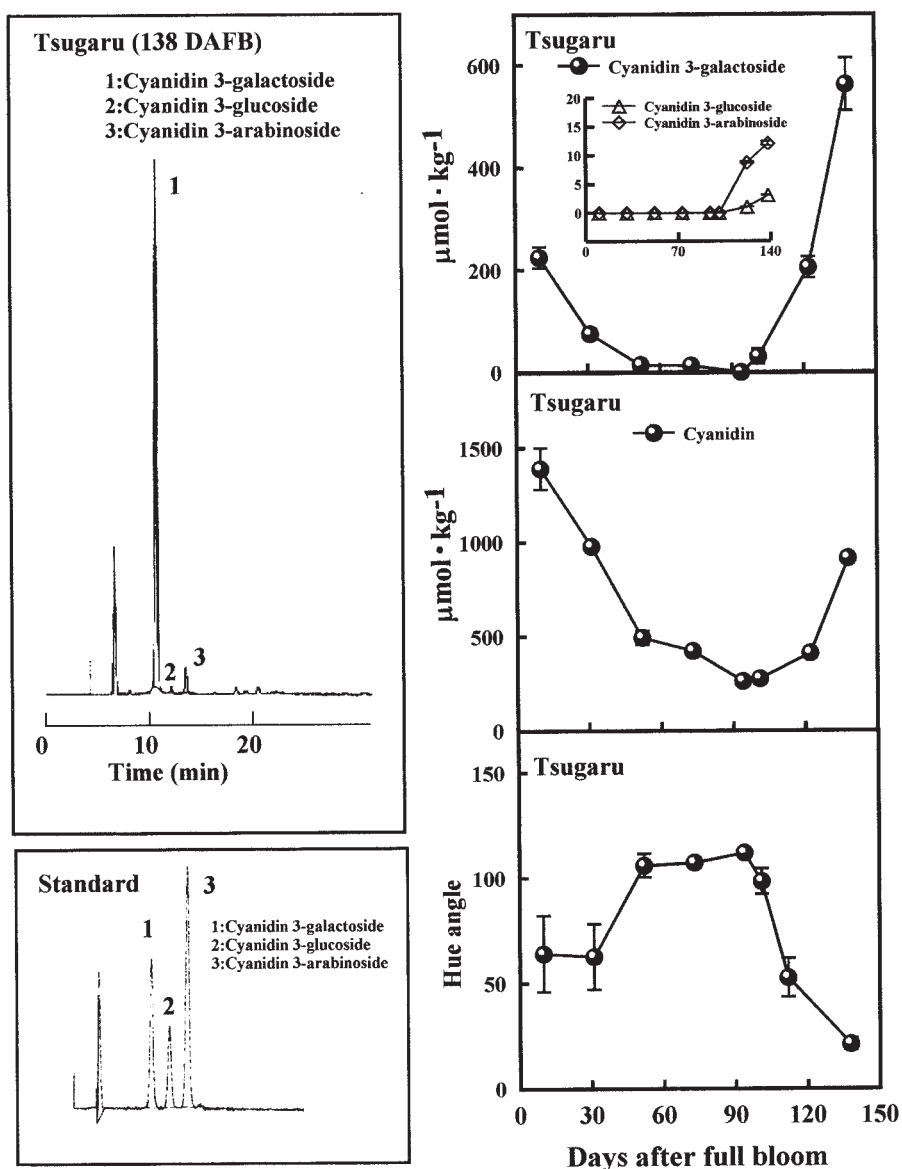 Tsugaru (138 DAFB)
1:Cyanidin 3-galactoside
2:Cyanidin 3-glucoside
3:Cyanidin 3-arabinoside
1
2
3
0 10 20
Time (min)
Standard
1
2
3
1:Cyanidin 3-galactoside
2:Cyanidin 3-glucoside
3:Cyanidin 3-arabinoside
Tsugaru
Cyanidin 3-galactoside
Cyanidin 3-glucoside
Cyanidin 3-arabinoside
20
15
10
5
0
0 70 140
600
400
200
0
μmol・kg-1
Tsugaru
Cyanidin
1500
1000
500
0
μmol・kg-1
Tsugaru
150
100
50
0
Hue angle
0 30 60 90 120 150
Days after full bloom